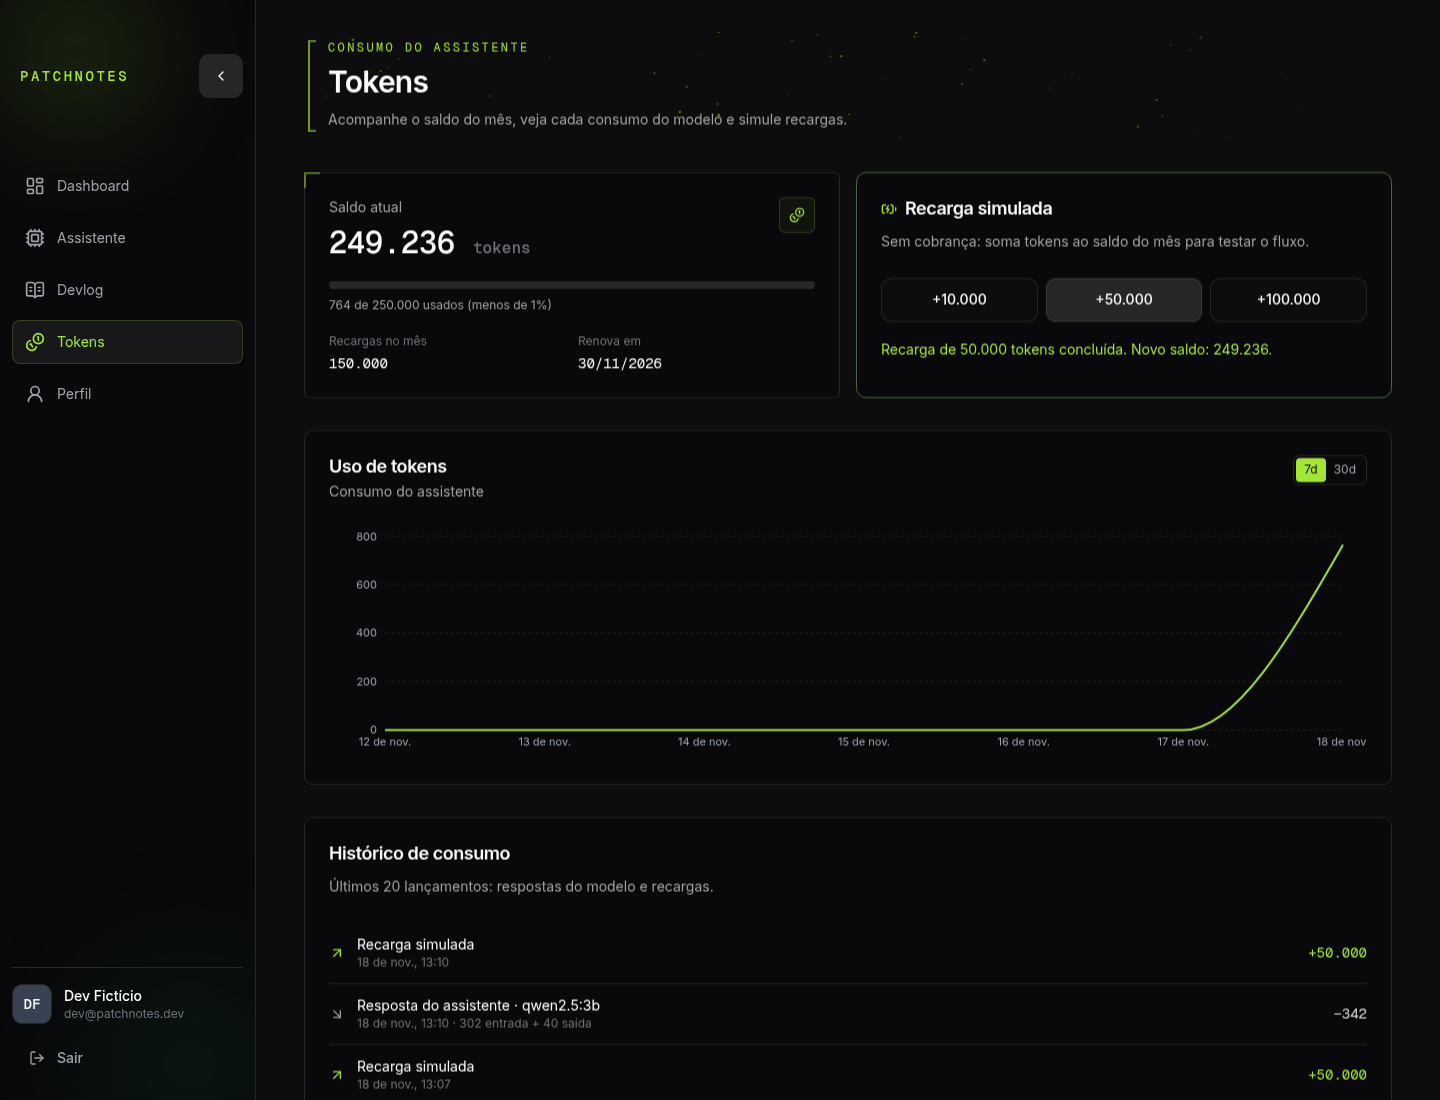 PATCHNOTES
Dashboard
Assistente
Devlog
Tokens
Perfil
DF
Dev Fictício
dev@patchnotes.dev
Sair
CONSUMO DO ASSISTENTE
Tokens
Acompanhe o saldo do mês, veja cada consumo do modelo e simule recargas.
Saldo atual
249.236 tokens
764 de 250.000 usados (menos de 1%)
Recargas no mês
150.000
Renova em
30/11/2026
Recarga simulada
Sem cobrança: soma tokens ao saldo do mês para testar o fluxo.
+10.000
+50.000
+100.000
Recarga de 50.000 tokens concluída. Novo saldo: 249.236.
Uso de tokens
Consumo do assistente
7d
30d
800
600
400
200
0
12 de nov.
13 de nov.
14 de nov.
15 de nov.
16 de nov.
17 de nov.
18 de nov
Histórico de consumo
Últimos 20 lançamentos: respostas do modelo e recargas.
Recarga simulada
18 de nov., 13:10
+50.000
Resposta do assistente · qwen2.5:3b
18 de nov., 13:10 · 302 entrada + 40 saída
−342
Recarga simulada
18 de nov., 13:07
+50.000